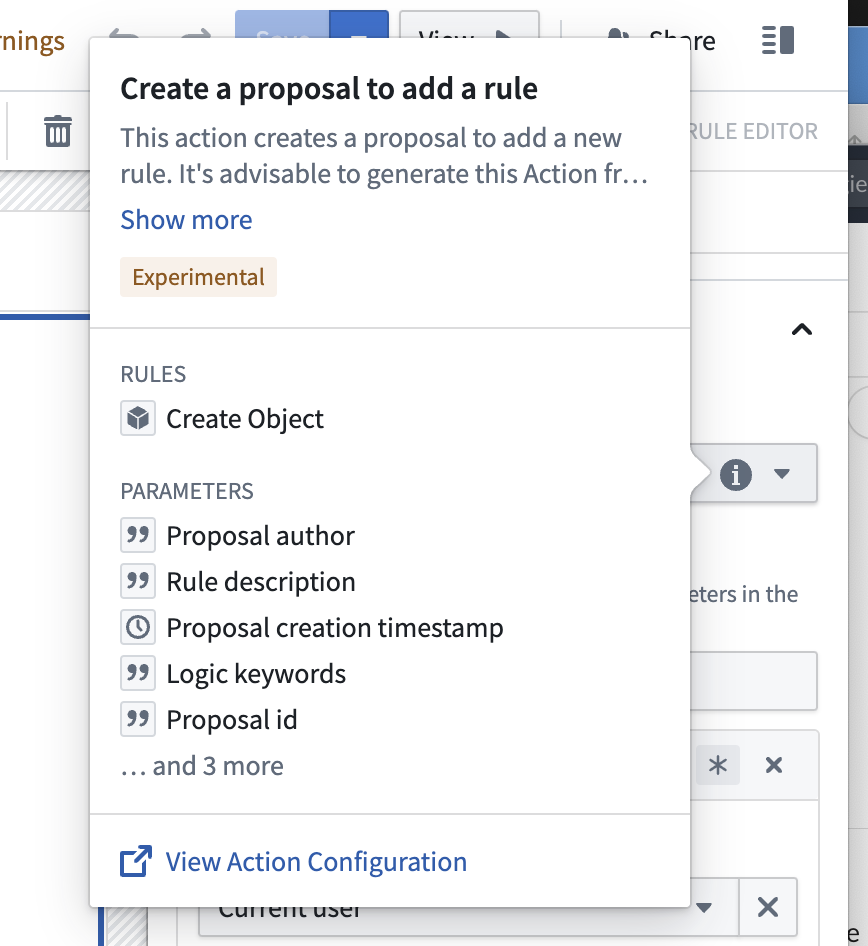 Save
View
Share
RULE EDITOR
Create a proposal to add a rule
This action creates a proposal to add a new
rule. It's advisable to generate this Action fr…
Show more
Experimental
RULES
Create Object
PARAMETERS
Proposal author
Rule description
Proposal creation timestamp
Logic keywords
Proposal id
… and 3 more
in the
View Action Configuration
Current user